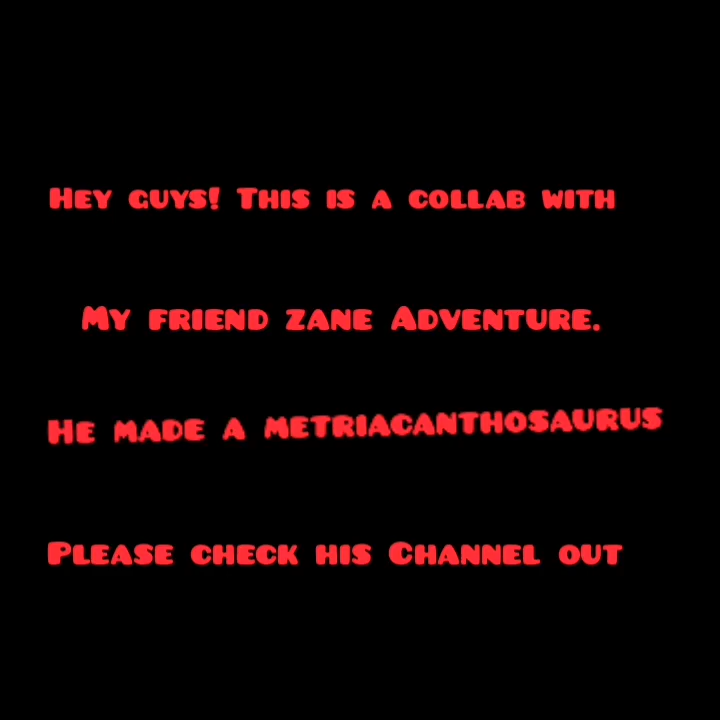 Hey guys! This is a collab with
My friend zane Adventure.
He made a metriacanthosaurus
Please check his Channel out